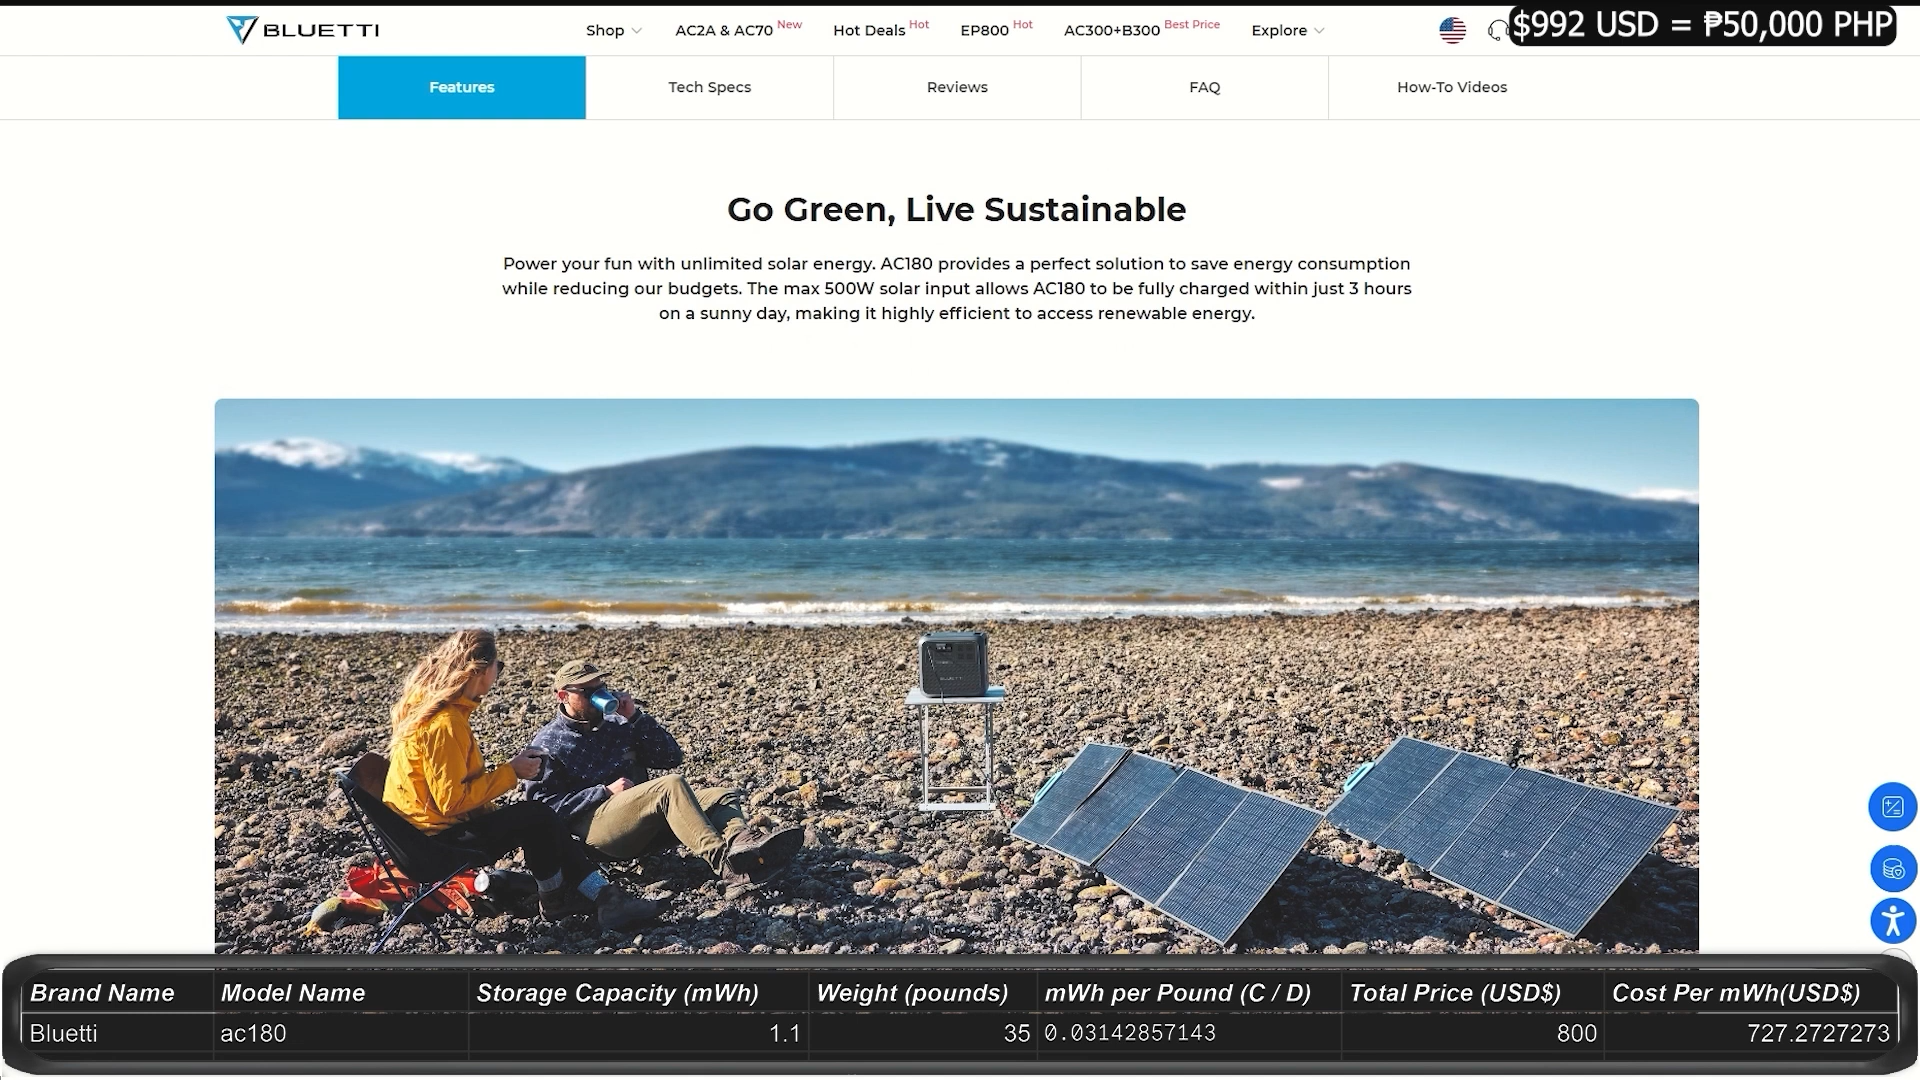 BLUETTI
Shop AC2A & AC70 New Hot Deals Hot EP800 Hot AC300+B300 Best Price Explore
$992 USD = ₱50,000 PHP
Features Tech Specs Reviews FAQ How-To Videos
Go Green, Live Sustainable
Power your fun with unlimited solar energy. AC180 provides a perfect solution to save energy consumption
while reducing our budgets. The max 500W solar input allows AC180 to be fully charged within just 3 hours
on a sunny day, making it highly efficient to access renewable energy.
BLUETTI
Brand Name Model Name Storage Capacity (mWh) Weight (pounds) mWh per Pound (C / D) Total Price (USD$) Cost Per mWh(USD$)
Bluetti ac180 1.1 35 0.03142857143 800 727.2727273